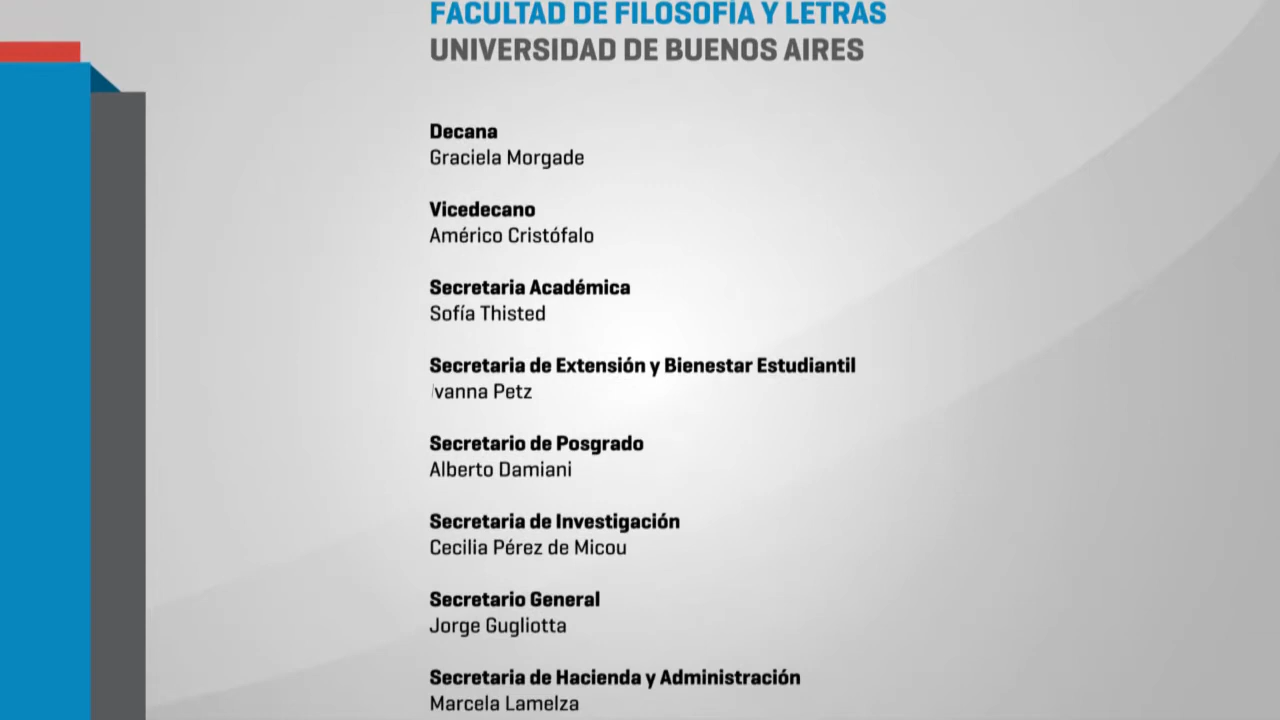 FACULTAD DE FILOSOFÍA Y LETRAS
UNIVERSIDAD DE BUENOS AIRES
Decana
Graciela Morgade
Vicedecano
Américo Cristófalo
Secretaria Académica
Sofía Thisted
Secretaria de Extensión y Bienestar Estudiantil
Ivanna Petz
Secretario de Posgrado
Alberto Damiani
Secretaria de Investigación
Cecilia Pérez de Micou
Secretario General
Jorge Gugliotta
Secretaria de Hacienda y Administración
Marcela Lamelza